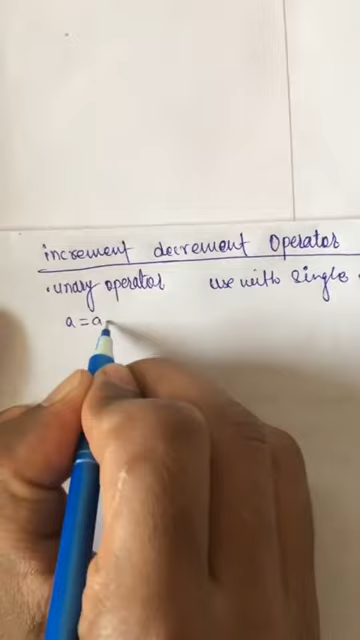 increment decrement Operator
. unary operator use with single
a = a